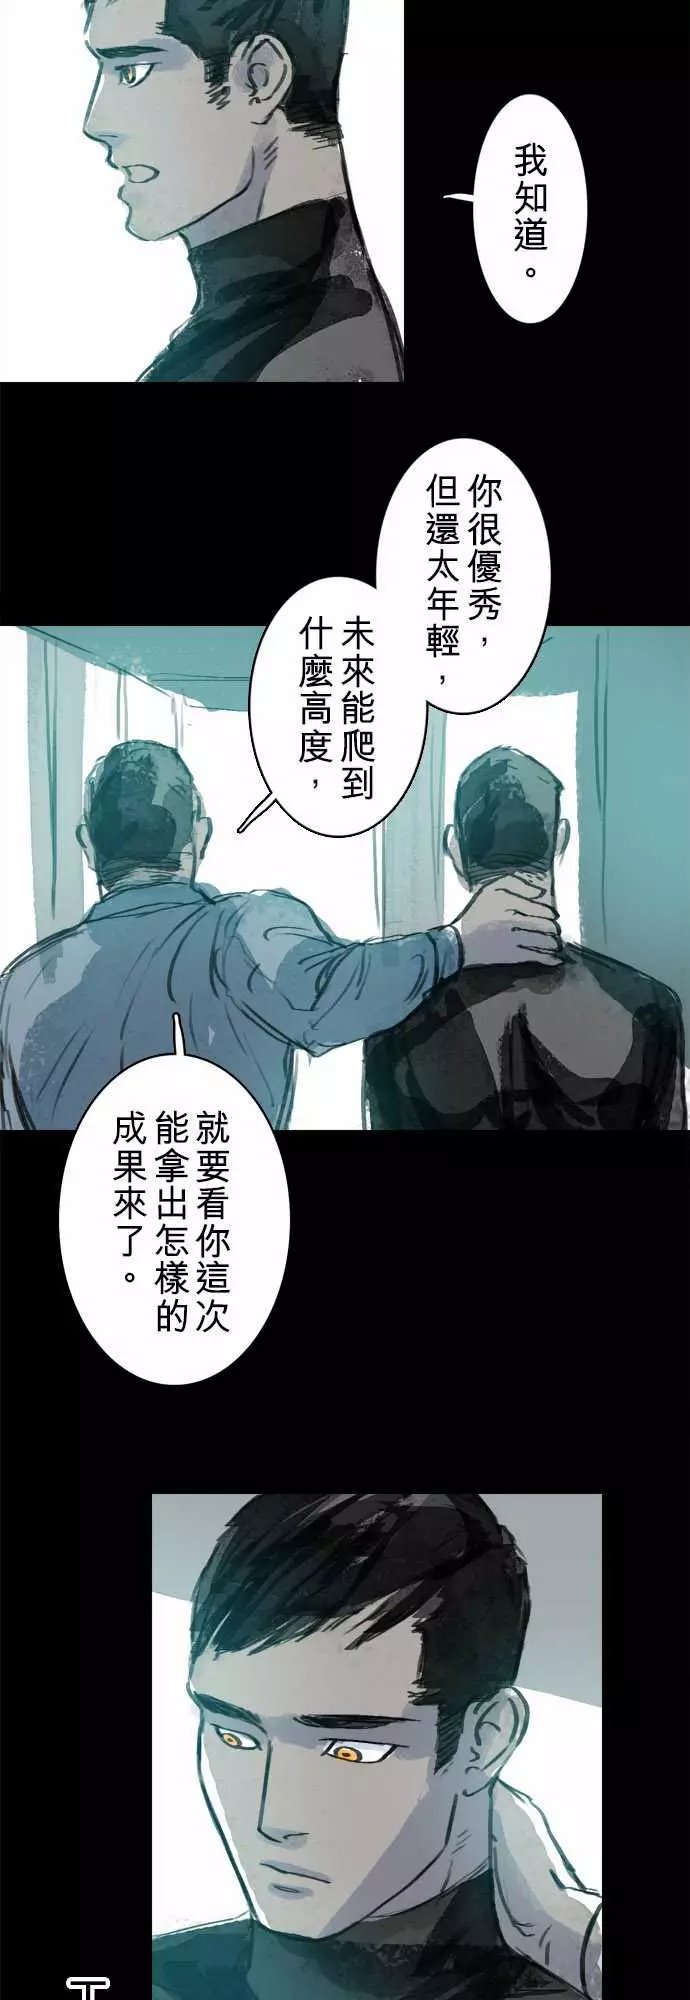 我知道。
你很優秀，
但還太年輕，
未來能爬到
什麼高度，
就要看你這次
能拿出怎樣的
成果來了。